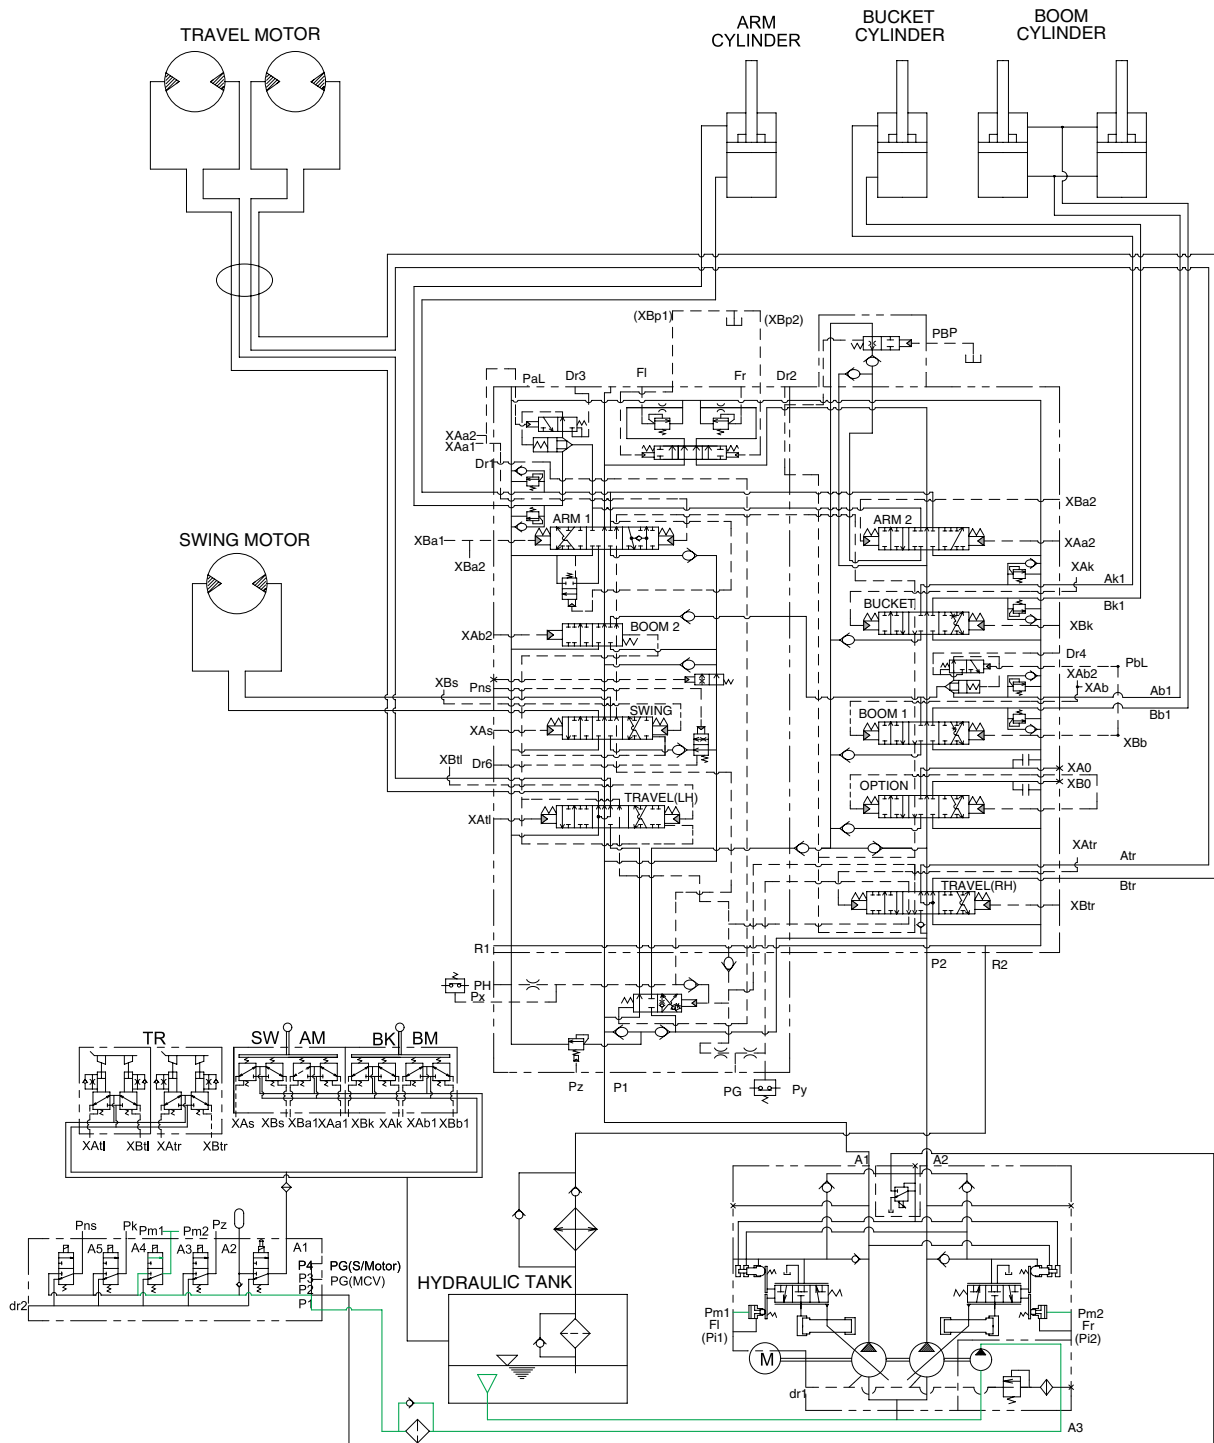 TRAVEL MOTOR
ARM
CYLINDER
BUCKET
CYLINDER
BOOM
CYLINDER
SWING MOTOR
(XBp1)
(XBp2)
PBP
PaL
Dr3
Fl
Fr
Dr2
XAa2
XAa1
Dr1
XBa1
XBa2
ARM 1
ARM 2
XBa2
XAa2
XAk
Ak1
Bk1
BUCKET
XBk
XAb2
BOOM 2
Dr4
PbL
XAb2
XAb
Ab1
Bb1
XBs
Pns
SWING
BOOM 1
XAs
XBb
XBtl
Dr6
XA0
XB0
OPTION
TRAVEL(LH)
XAtl
XAtr
Atr
Btr
TRAVEL(RH)
XBtr
R1
P2
R2
PH
Px
Pz
P1
PG
Py
TR
SW
AM
BK
BM
XAtl
XBtl
XAtr
XBtr
XAs
XBs
XBa1
XAa1
XBk
XAk
XAb1
XBb1
A1
A2
Pns
Pk
Pm1
Pm2
Pz
A5
A4
A3
A2
A1
P4
PG(S/Motor)
P3
PG(MCV)
P2
P1
dr2
HYDRAULIC TANK
Pm1
Fl
(Pi1)
Pm2
Fr
(Pi2)
M
dr1
A3